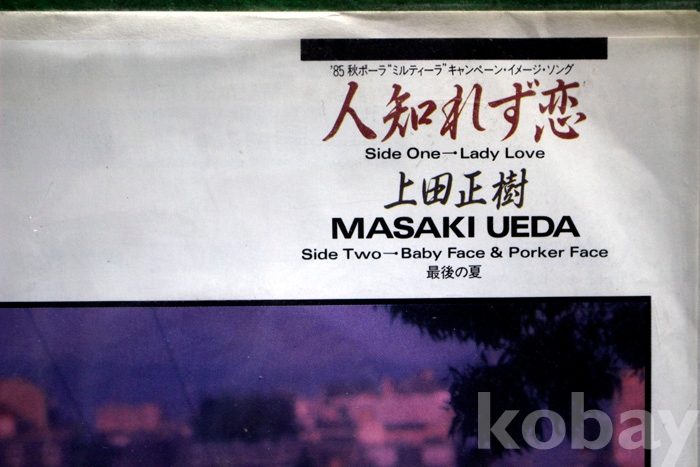 '85 秋ポーラ"ミルティーラ"キャンペーン・イメージ・ソング
人知れず恋
Side One→Lady Love
上田正樹
MASAKI UEDA
Side Two→Baby Face & Porker Face
最後の夏
kobay